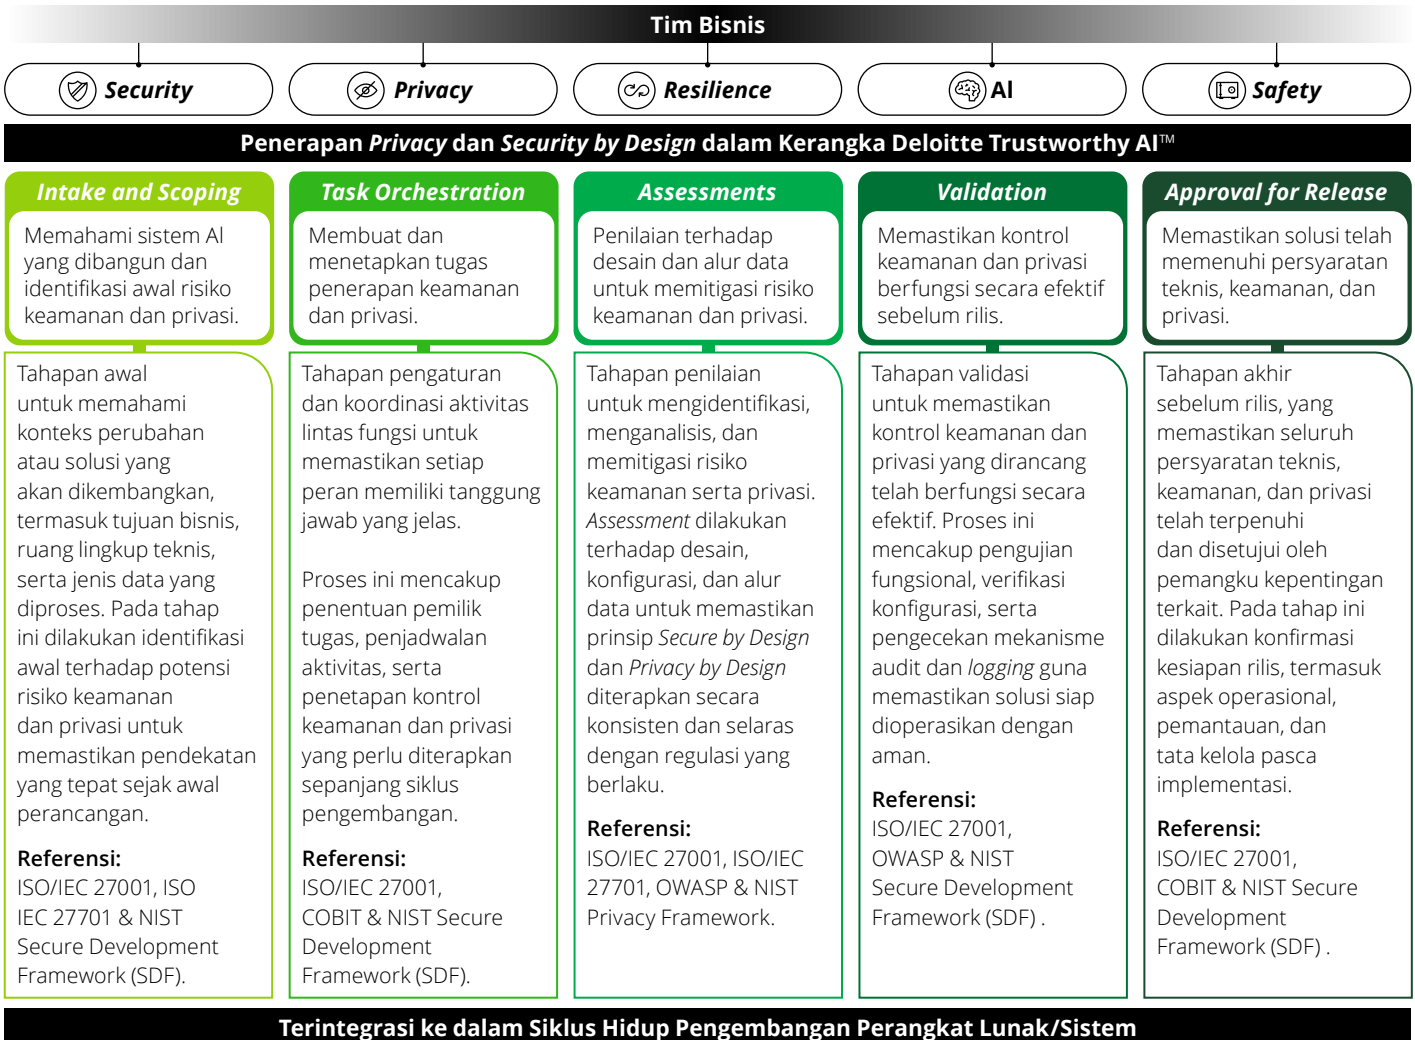 Tim Bisnis
Security
Privacy
Resilience
AI
Safety
Penerapan Privacy dan Security by Design dalam Kerangka Deloitte Trustworthy AI™
Intake and Scoping
Memahami sistem AI
yang dibangun dan
identifikasi awal risiko
keamanan dan privasi.
Tahapan awal
untuk memahami
konteks perubahan
atau solusi yang
akan dikembangkan,
termasuk tujuan bisnis,
ruang lingkup teknis,
serta jenis data yang
diproses. Pada tahap
ini dilakukan identifikasi
awal terhadap potensi
risiko keamanan
dan privasi untuk
memastikan pendekatan
yang tepat sejak awal
perancangan.
Referensi:
ISO/IEC 27001, ISO
IEC 27701 & NIST
Secure Development
Framework (SDF).
Task Orchestration
Membuat dan
menetapkan tugas
penerapan keamanan
dan privasi.
Tahapan pengaturan
dan koordinasi aktivitas
lintas fungsi untuk
memastikan setiap
peran memiliki tanggung
jawab yang jelas.
Proses ini mencakup
penentuan pemilik
tugas, penjadwalan
aktivitas, serta
penetapan kontrol
keamanan dan privasi
yang perlu diterapkan
sepanjang siklus
pengembangan.
Referensi:
ISO/IEC 27001,
COBIT & NIST Secure
Development
Framework (SDF).
Assessments
Penilaian terhadap
desain dan alur data
untuk memitigasi risiko
keamanan dan privasi.
Tahapan penilaian
untuk mengidentifikasi,
menganalisis, dan
memitigasi risiko
keamanan serta privasi.
Assessment dilakukan
terhadap desain,
konfigurasi, dan alur
data untuk memastikan
prinsip Secure by Design
dan Privacy by Design
diterapkan secara
konsisten dan selaras
dengan regulasi yang
berlaku.
Referensi:
ISO/IEC 27001, ISO/IEC
27701, OWASP & NIST
Privacy Framework.
Validation
Memastikan kontrol
keamanan dan privasi
berfungsi secara efektif
sebelum rilis.
Tahapan validasi
untuk memastikan
kontrol keamanan dan
privasi yang dirancang
telah berfungsi secara
efektif. Proses ini
mencakup pengujian
fungsional, verifikasi
konfigurasi, serta
pengecekan mekanisme
audit dan logging guna
memastikan solusi siap
dioperasikan dengan
aman.
Referensi:
ISO/IEC 27001,
OWASP & NIST
Secure Development
Framework (SDF) .
Approval for Release
Memastikan solusi telah
memenuhi persyaratan
teknis, keamanan, dan
privasi.
Tahapan akhir
sebelum rilis, yang
memastikan seluruh
persyaratan teknis,
keamanan, dan privasi
telah terpenuhi
dan disetujui oleh
pemangku kepentingan
terkait. Pada tahap ini
dilakukan konfirmasi
kesiapan rilis, termasuk
aspek operasional,
pemantauan, dan
tata kelola pasca
implementasi.
Referensi:
ISO/IEC 27001,
COBIT & NIST Secure
Development
Framework (SDF) .
Terintegrasi ke dalam Siklus Hidup Pengembangan Perangkat Lunak/Sistem